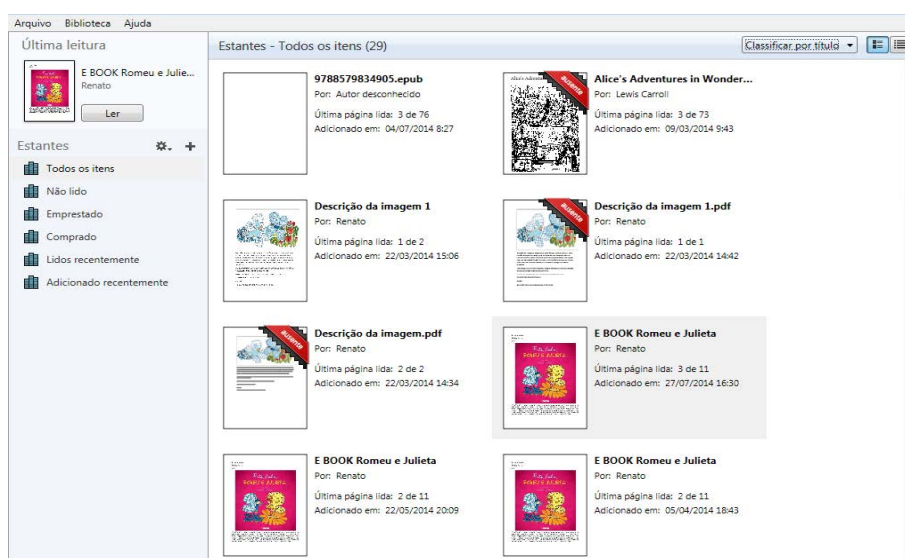 Arquivo Biblioteca Ajuda
Última leitura
E BOOK Romeu e Julie...
Renato
Ler
Estantes
Todos os itens
Não lido
Emprestado
Comprado
Lidos recentemente
Adicionado recentemente
Estantes - Todos os itens (29)
Classificar por título
9788579834905.epub
Por: Autor desconhecido
Última página lida: 3 de 76
Adicionado em: 04/07/2014 8:27
ausente
Alice's Adventures in Wonder...
Por: Lewis Carroll
Última página lida: 3 de 73
Adicionado em: 09/03/2014 9:43
Descrição da imagem 1
Por: Renato
Última página lida: 1 de 2
Adicionado em: 22/03/2014 15:06
ausente
Descrição da imagem 1.pdf
Por: Renato
Última página lida: 1 de 1
Adicionado em: 22/03/2014 14:42
ausente
Descrição da imagem.pdf
Por: Renato
Última página lida: 2 de 2
Adicionado em: 22/03/2014 14:34
E BOOK Romeu e Julieta
Por: Renato
Última página lida: 3 de 11
Adicionado em: 27/07/2014 16:30
E BOOK Romeu e Julieta
Por: Renato
Última página lida: 2 de 11
Adicionado em: 22/05/2014 20:09
E BOOK Romeu e Julieta
Por: Renato
Última página lida: 2 de 11
Adicionado em: 05/04/2014 18:43